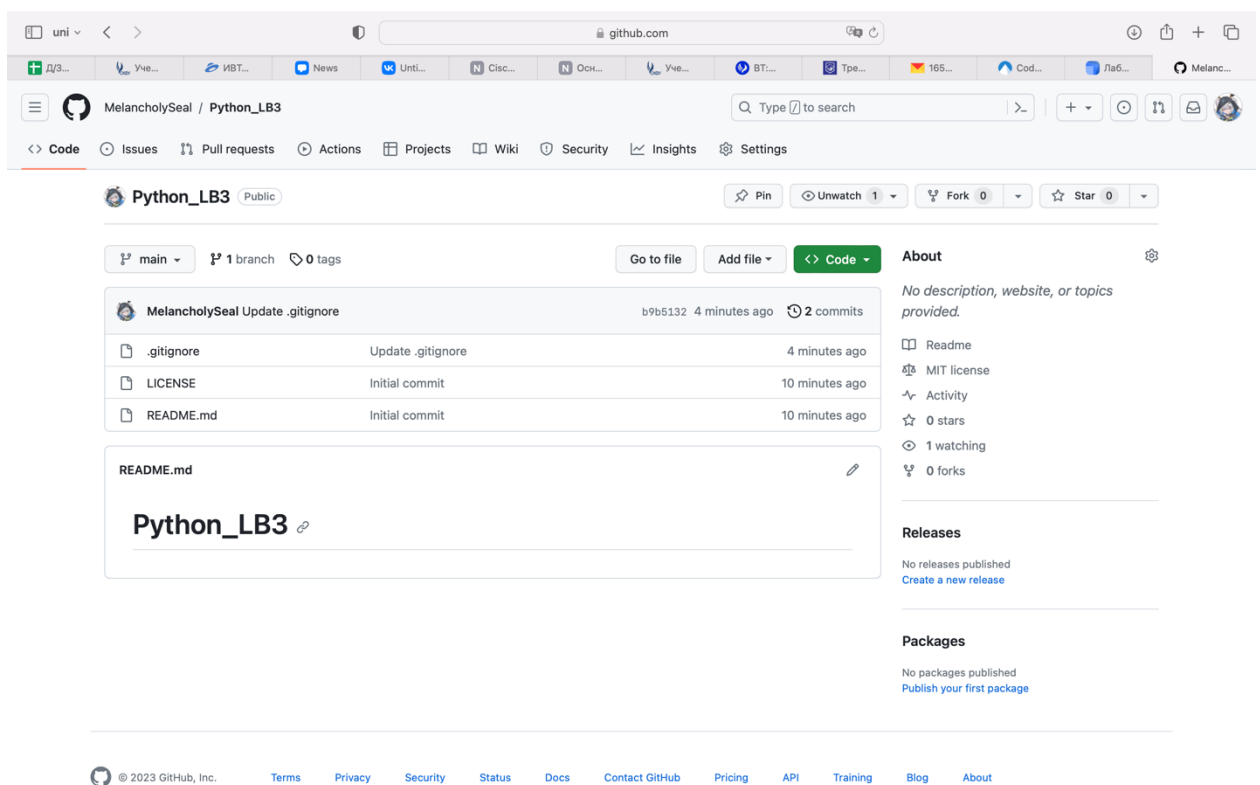 uni
github.com
Д/З... Уче... ИВТ... News Unti... Cisc... Осн... Уче... ВТ:... Тре... 165... Cod... Лаб... Melanc...
MelancholySeal / Python_LB3 Type / to search
Code Issues Pull requests Actions Projects Wiki Security Insights Settings
Python_LB3 Public Pin Unwatch 1 Fork 0 Star 0
main 1 branch 0 tags Go to file Add file Code
About
No description, website, or topics
provided.
MelancholySeal Update .gitignore b9b5132 4 minutes ago 2 commits
.gitignore Update .gitignore 4 minutes ago
LICENSE Initial commit 10 minutes ago
README.md Initial commit 10 minutes ago
Readme
MIT license
Activity
0 stars
1 watching
0 forks
README.md
Python_LB3
Releases
No releases published
Create a new release
Packages
No packages published
Publish your first package
© 2023 GitHub, Inc. Terms Privacy Security Status Docs Contact GitHub Pricing API Training Blog About